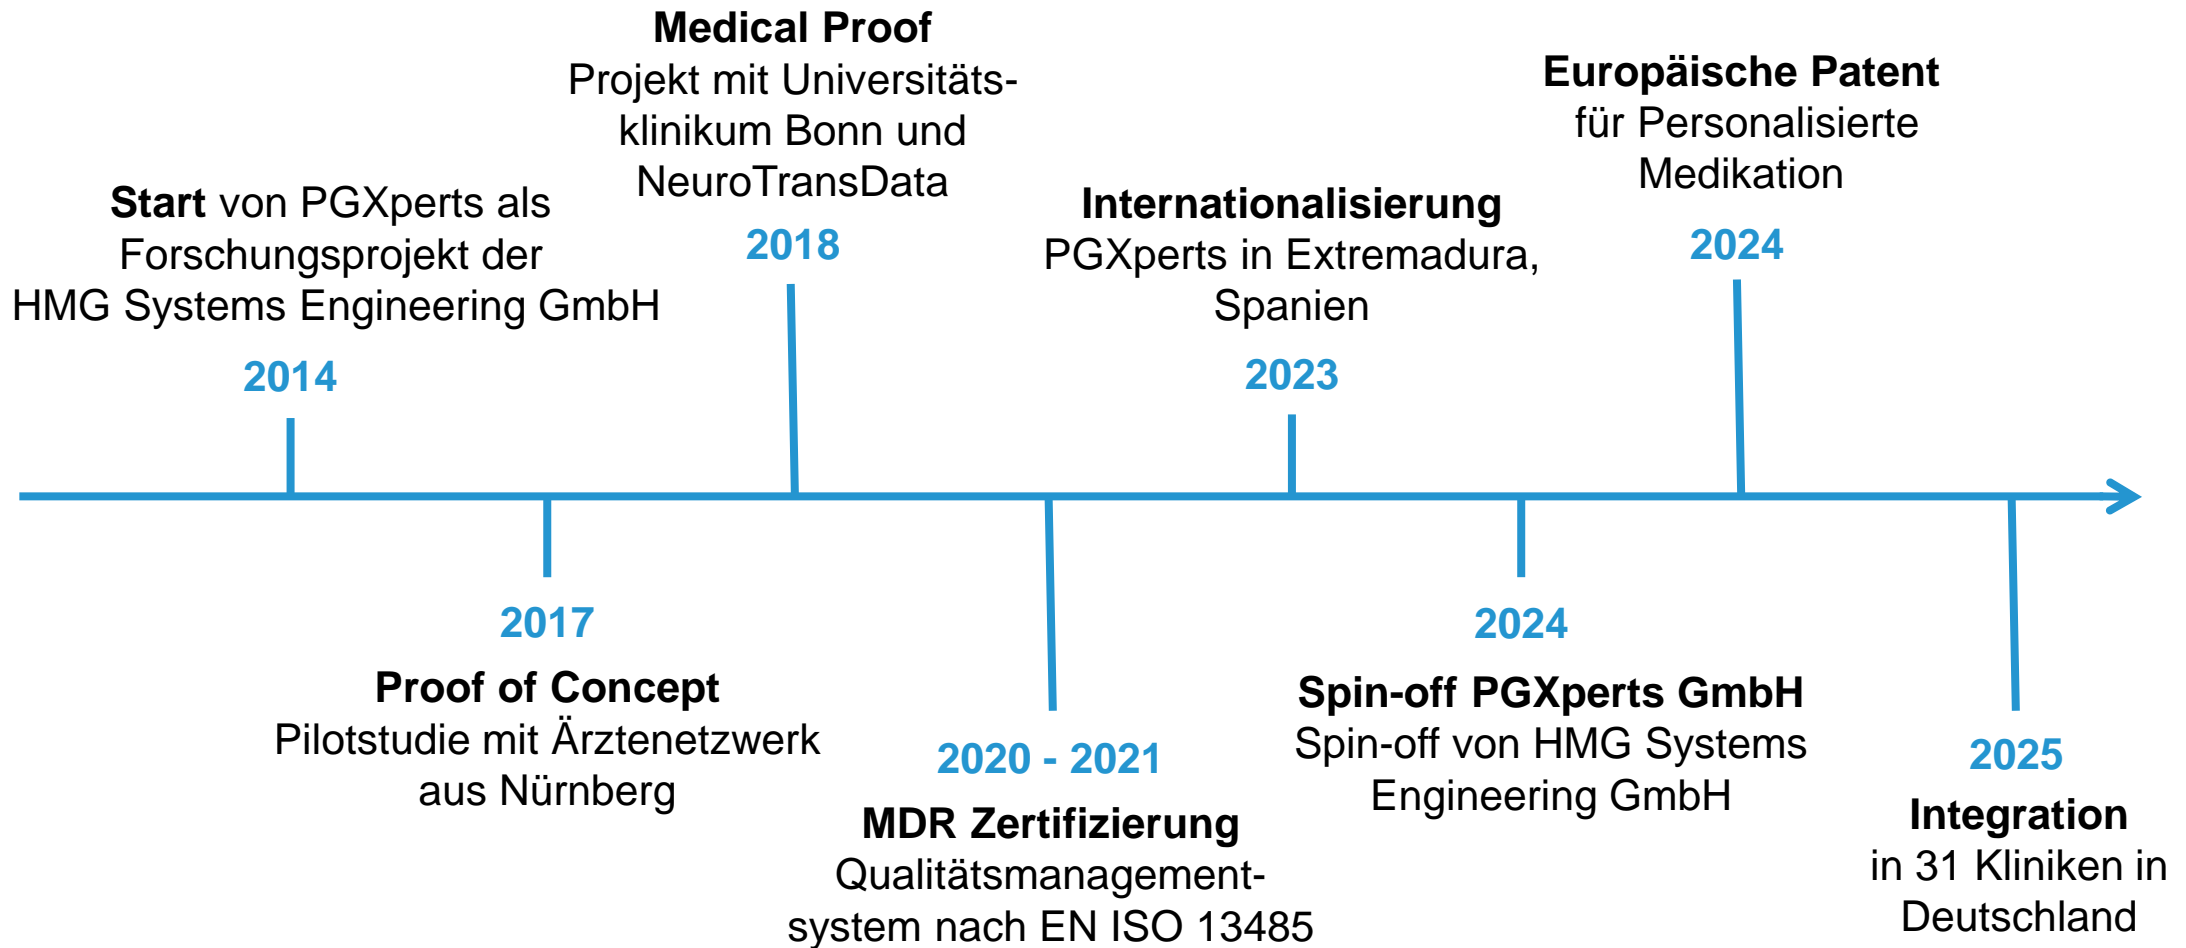 Start von PGXperts als
Forschungsprojekt der
HMG Systems Engineering GmbH
2014
2017
Proof of Concept
Pilotstudie mit Ärztenetzwerk
aus Nürnberg
Medical Proof
Projekt mit Universitäts-
klinikum Bonn und
NeuroTransData
2018
2020 - 2021
MDR Zertifizierung
Qualitätsmanagement-
system nach EN ISO 13485
Internationalisierung
PGXperts in Extremadura,
Spanien
2023
2024
Spin-off PGXperts GmbH
Spin-off von HMG Systems
Engineering GmbH
Europäische Patent
für Personalisierte
Medikation
2024
2025
Integration
in 31 Kliniken in
Deutschland